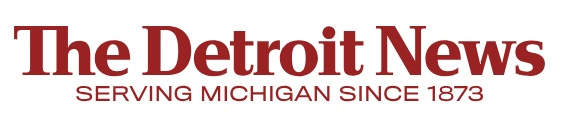 The Detroit News
SERVING MICHIGAN SINCE 1873